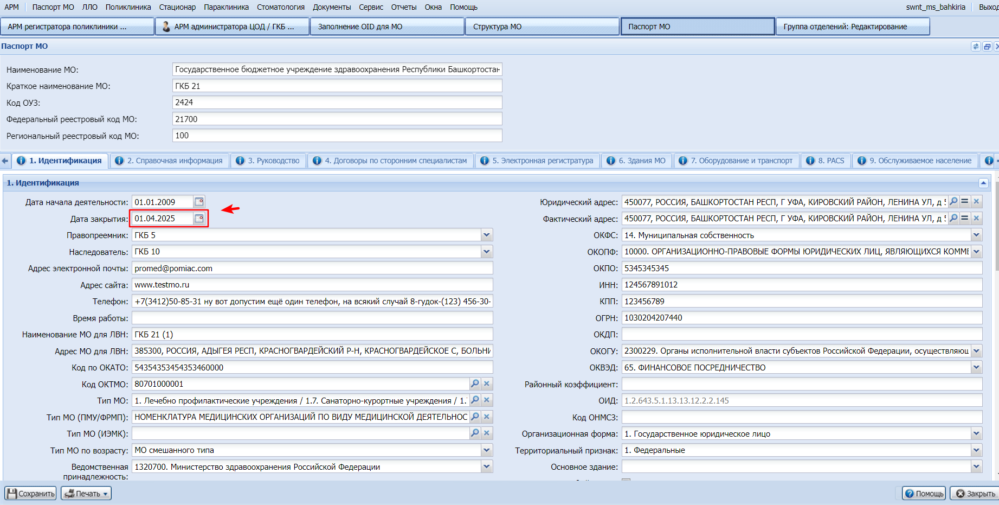 АРМ Паспорт МО ЛЛО Поликлиника Стационар Параклиника Стоматология Документы Сервис Отчеты Окна Помощь swnt_ms_bahkiria Выход
АРМ регистратора поликлиники ... АРМ администратора ЦОД / ГКБ ... Заполнение OID для МО Структура МО Паспорт МО Группа отделений: Редактирование
Паспорт МО
Наименование МО: Государственное бюджетное учреждение здравоохранения Республики Башкортостан
Краткое наименование МО: ГКБ 21
Код ОУЗ: 2424
Федеральный реестровый код МО: 21700
Региональный реестровый код МО: 100
1. Идентификация 2. Справочная информация 3. Руководство 4. Договоры по сторонним специалистам 5. Электронная регистратура 6. Здания МО 7. Оборудование и транспорт 8. PACS 9. Обслуживаемое население
1. Идентификация
Дата начала деятельности: 01.01.2009
Дата закрытия: 01.04.2025
Правопреемник: ГКБ 5
Наследователь: ГКБ 10
Адрес электронной почты: promed@pomiac.com
Адрес сайта: www.testmo.ru
Телефон: +7(3412)50-85-31 ну вот допустим ещё один телефон, на всякий случай 8-гудок-(123) 456-30-
Время работы:
Наименование МО для ЛВН: ГКБ 21 (1)
Адрес МО для ЛВН: 385300, РОССИЯ, АДЫГЕЯ РЕСП, КРАСНОГВАРДЕЙСКИЙ Р-Н, КРАСНОГВАРДЕЙСКОЕ С, БОЛЬНИ
Код по ОКАТО: 54354353454353460000
Код ОКТМО: 80701000001
Тип МО: 1. Лечебно профилактические учреждения / 1.7. Санаторно-курортные учреждения / 1.
Тип МО (ПМУ/ФРМП): НОМЕНКЛАТУРА МЕДИЦИНСКИХ ОРГАНИЗАЦИЙ ПО ВИДУ МЕДИЦИНСКОЙ ДЕЯТЕЛЬНОС
Тип МО (ИЭМК):
Тип МО по возрасту: МО смешанного типа
Ведомственная принадлежность: 1320700. Министерство здравоохранения Российской Федерации
Юридический адрес: 450077, РОССИЯ, БАШКОРТОСТАН РЕСП, Г УФА, КИРОВСКИЙ РАЙОН, ЛЕНИНА УЛ, д 5
Фактический адрес: 450077, РОССИЯ, БАШКОРТОСТАН РЕСП, Г УФА, КИРОВСКИЙ РАЙОН, ЛЕНИНА УЛ, д 5
ОКФС: 14. Муниципальная собственность
ОКОПФ: 10000. ОРГАНИЗАЦИОННО-ПРАВОВЫЕ ФОРМЫ ЮРИДИЧЕСКИХ ЛИЦ, ЯВЛЯЮЩИХСЯ КОММЕ
ОКПО: 5345345345
ИНН: 124567891012
КПП: 123456789
ОГРН: 1030204207440
ОКДП:
ОКОГУ: 2300229. Органы исполнительной власти субъектов Российской Федерации, осуществляющ
ОКВЭД: 65. ФИНАНСОВОЕ ПОСРЕДНИЧЕСТВО
Районный коэффициент:
ОИД: 1.2.643.5.1.13.13.12.2.2.145
Код ОНМСЗ:
Организационная форма: 1. Государственное юридическое лицо
Территориальный признак: 1. Федеральные
Основное здание:
Сохранить Печать Помощь Закрыть